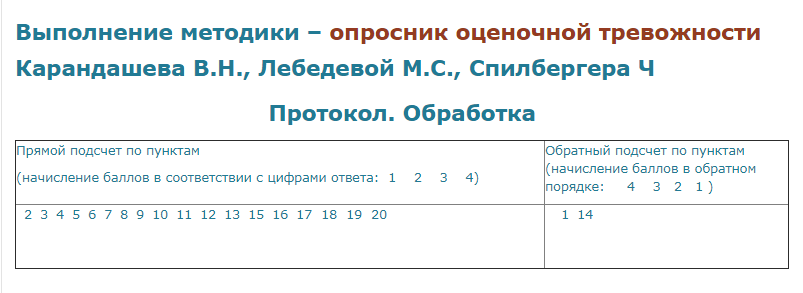 Выполнение методики – опросник оценочной тревожности
Карандашева В.Н., Лебедевой М.С., Спилбергера Ч
Протокол. Обработка
Прямой подсчет по пунктам
(начисление баллов в соответствии с цифрами ответа: 1 2 3 4)
Обратный подсчет по пунктам
(начисление баллов в обратном
порядке: 4 3 2 1 )
2 3 4 5 6 7 8 9 10 11 12 13 15 16 17 18 19 20
1 14